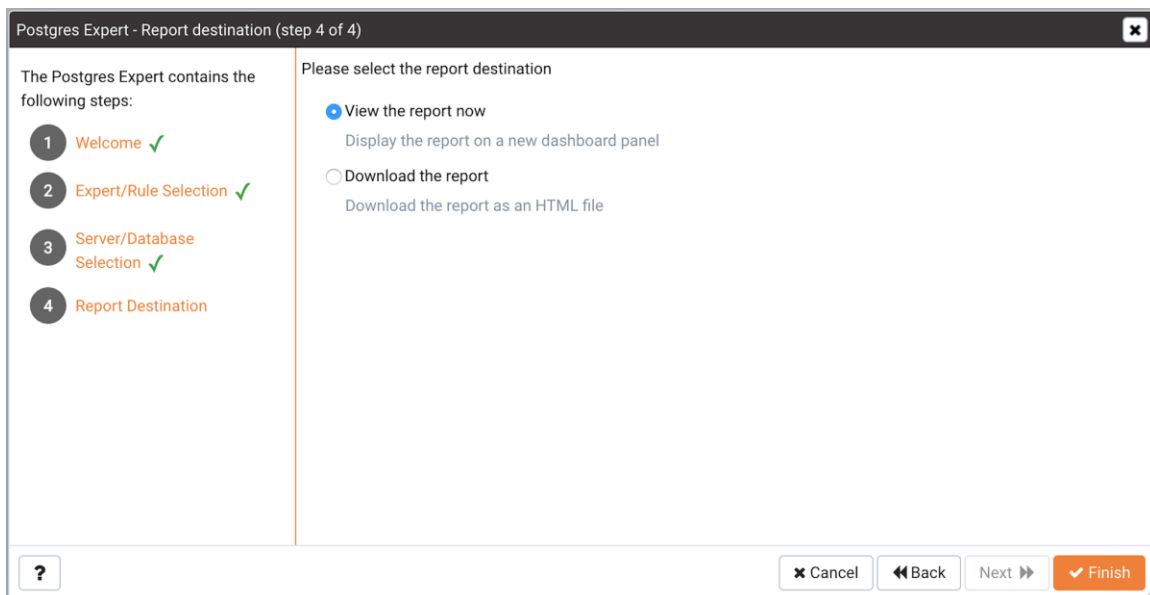 Postgres Expert - Report destination (step 4 of 4)
The Postgres Expert contains the
following steps:
1 Welcome
2 Expert/Rule Selection
3 Server/Database
Selection
4 Report Destination
Please select the report destination
View the report now
Display the report on a new dashboard panel
Download the report
Download the report as an HTML file
? Cancel Back Next Finish